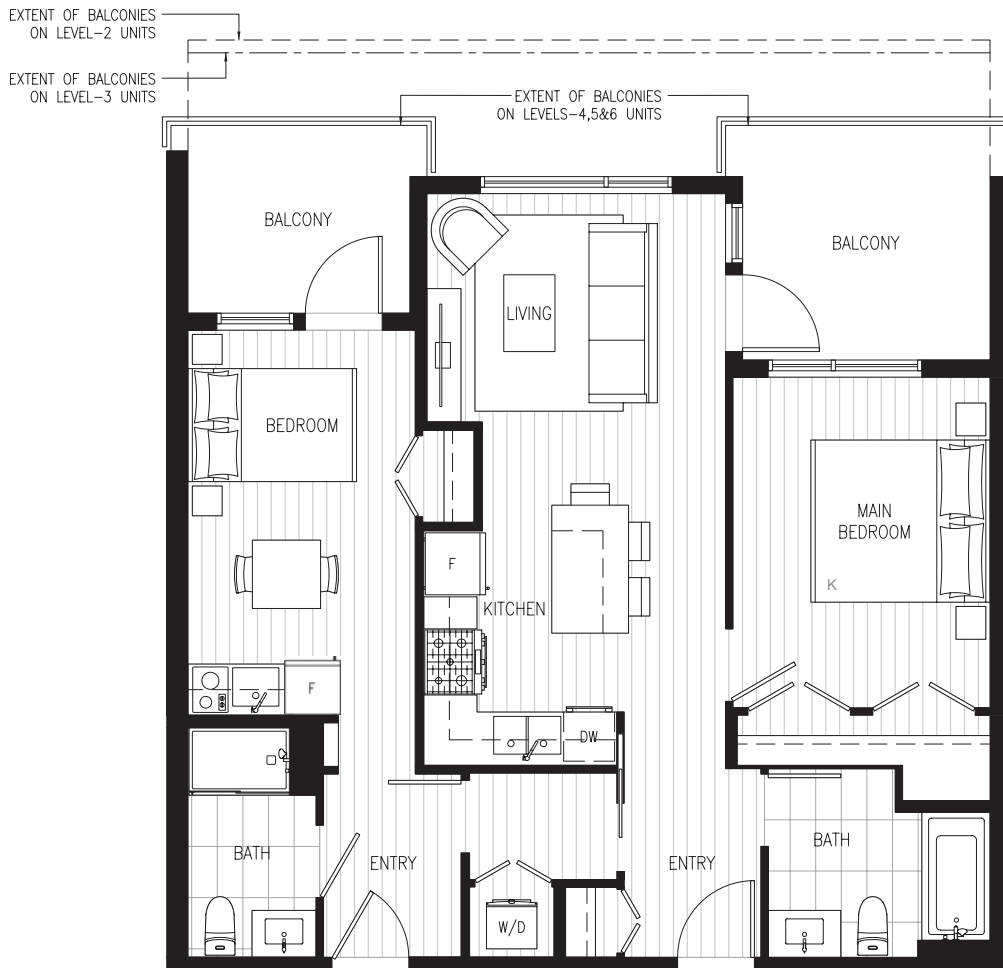 EXTENT OF BALCONIES
ON LEVEL-2 UNITS
EXTENT OF BALCONIES
ON LEVEL-3 UNITS
EXTENT OF BALCONIES
ON LEVELS-4,5&6 UNITS
BALCONY
BALCONY
LIVING
BEDROOM
MAIN
BEDROOM
K
F
KITCHEN
F
DW
BATH
ENTRY
ENTRY
BATH
W/D